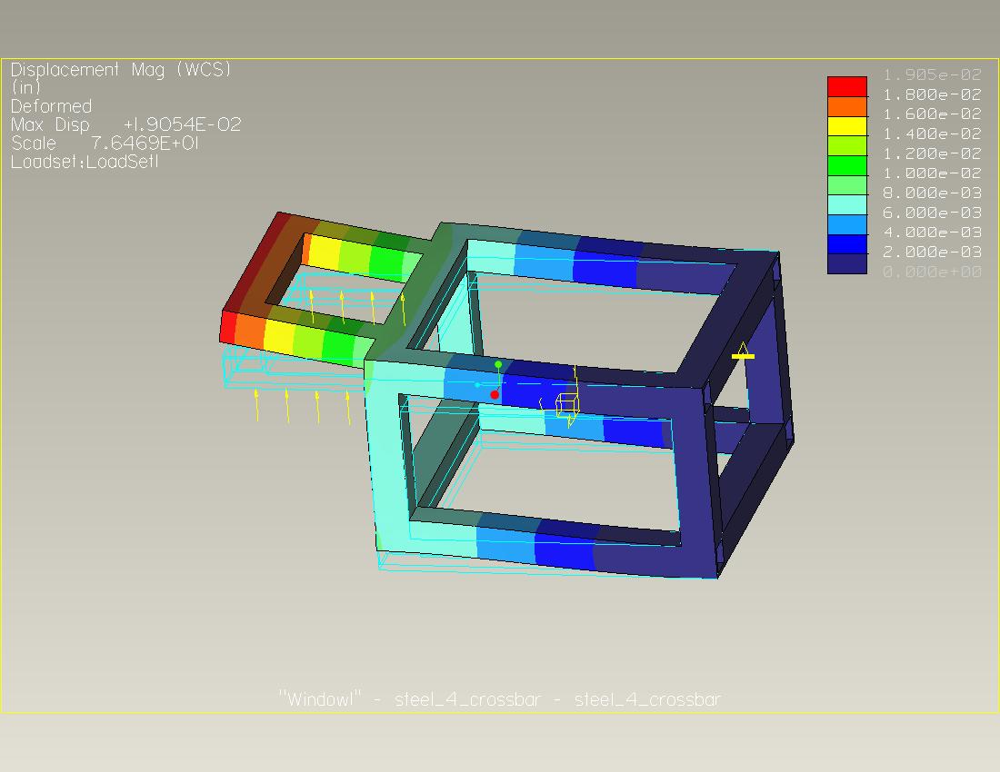 Displacement Mag (WCS)
(in)
Deformed
Max Disp +1.9054E-02
Scale 7.6469E+01
Loadset:LoadSet1
1.905e-02
1.800e-02
1.600e-02
1.400e-02
1.200e-02
1.000e-02
8.000e-03
6.000e-03
4.000e-03
2.000e-03
0.000e+00
"Window1" - steel_4_crossbar - steel_4_crossbar